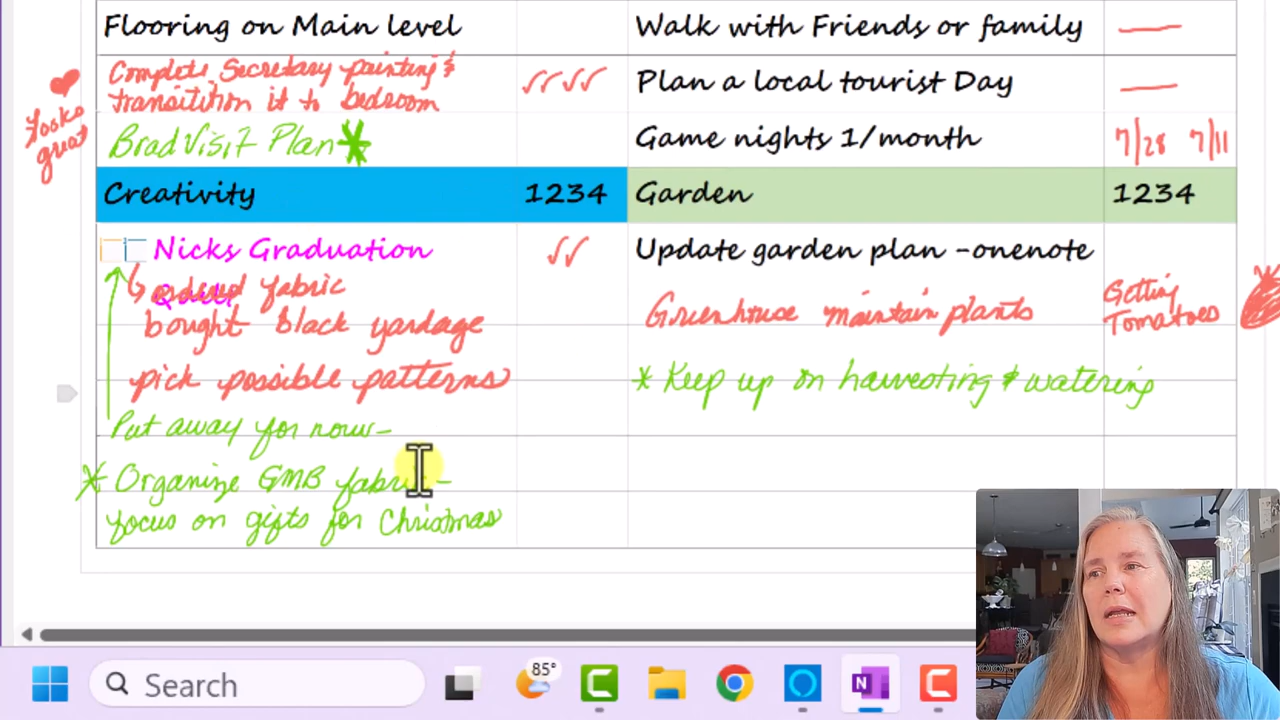 Flooring on Main level
Walk with Friends or family
Complete Secretary painting &
transitition it to bedroom
Plan a local tourist Day
Looks
great
Brad Visit Plan
Game nights 1/month
7/28 7/11
Creativity 1234
Garden 1234
Nicks Graduation
Quilt
ordered fabric
bought black yardage
pick possible patterns
Put away for now-
* Organize GMB fabric-
focus on gifts for Christmas
Update garden plan -onenote
Greenhouse maintain plants
Getting
Tomatoes
* Keep up on harvesting & watering
85°
Search